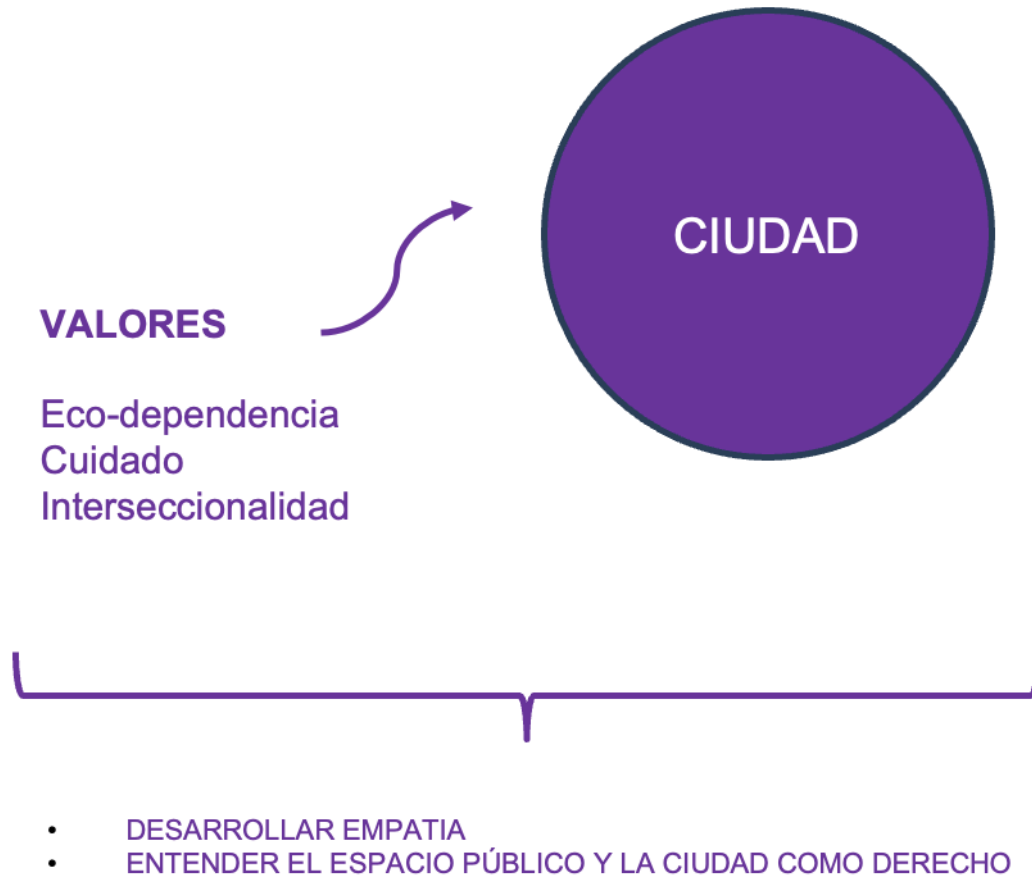 CIUDAD
VALORES
Eco-dependencia
Cuidado
Interseccionalidad
• DESARROLLAR EMPATIA
• ENTENDER EL ESPACIO PÚBLICO Y LA CIUDAD COMO DERECHO